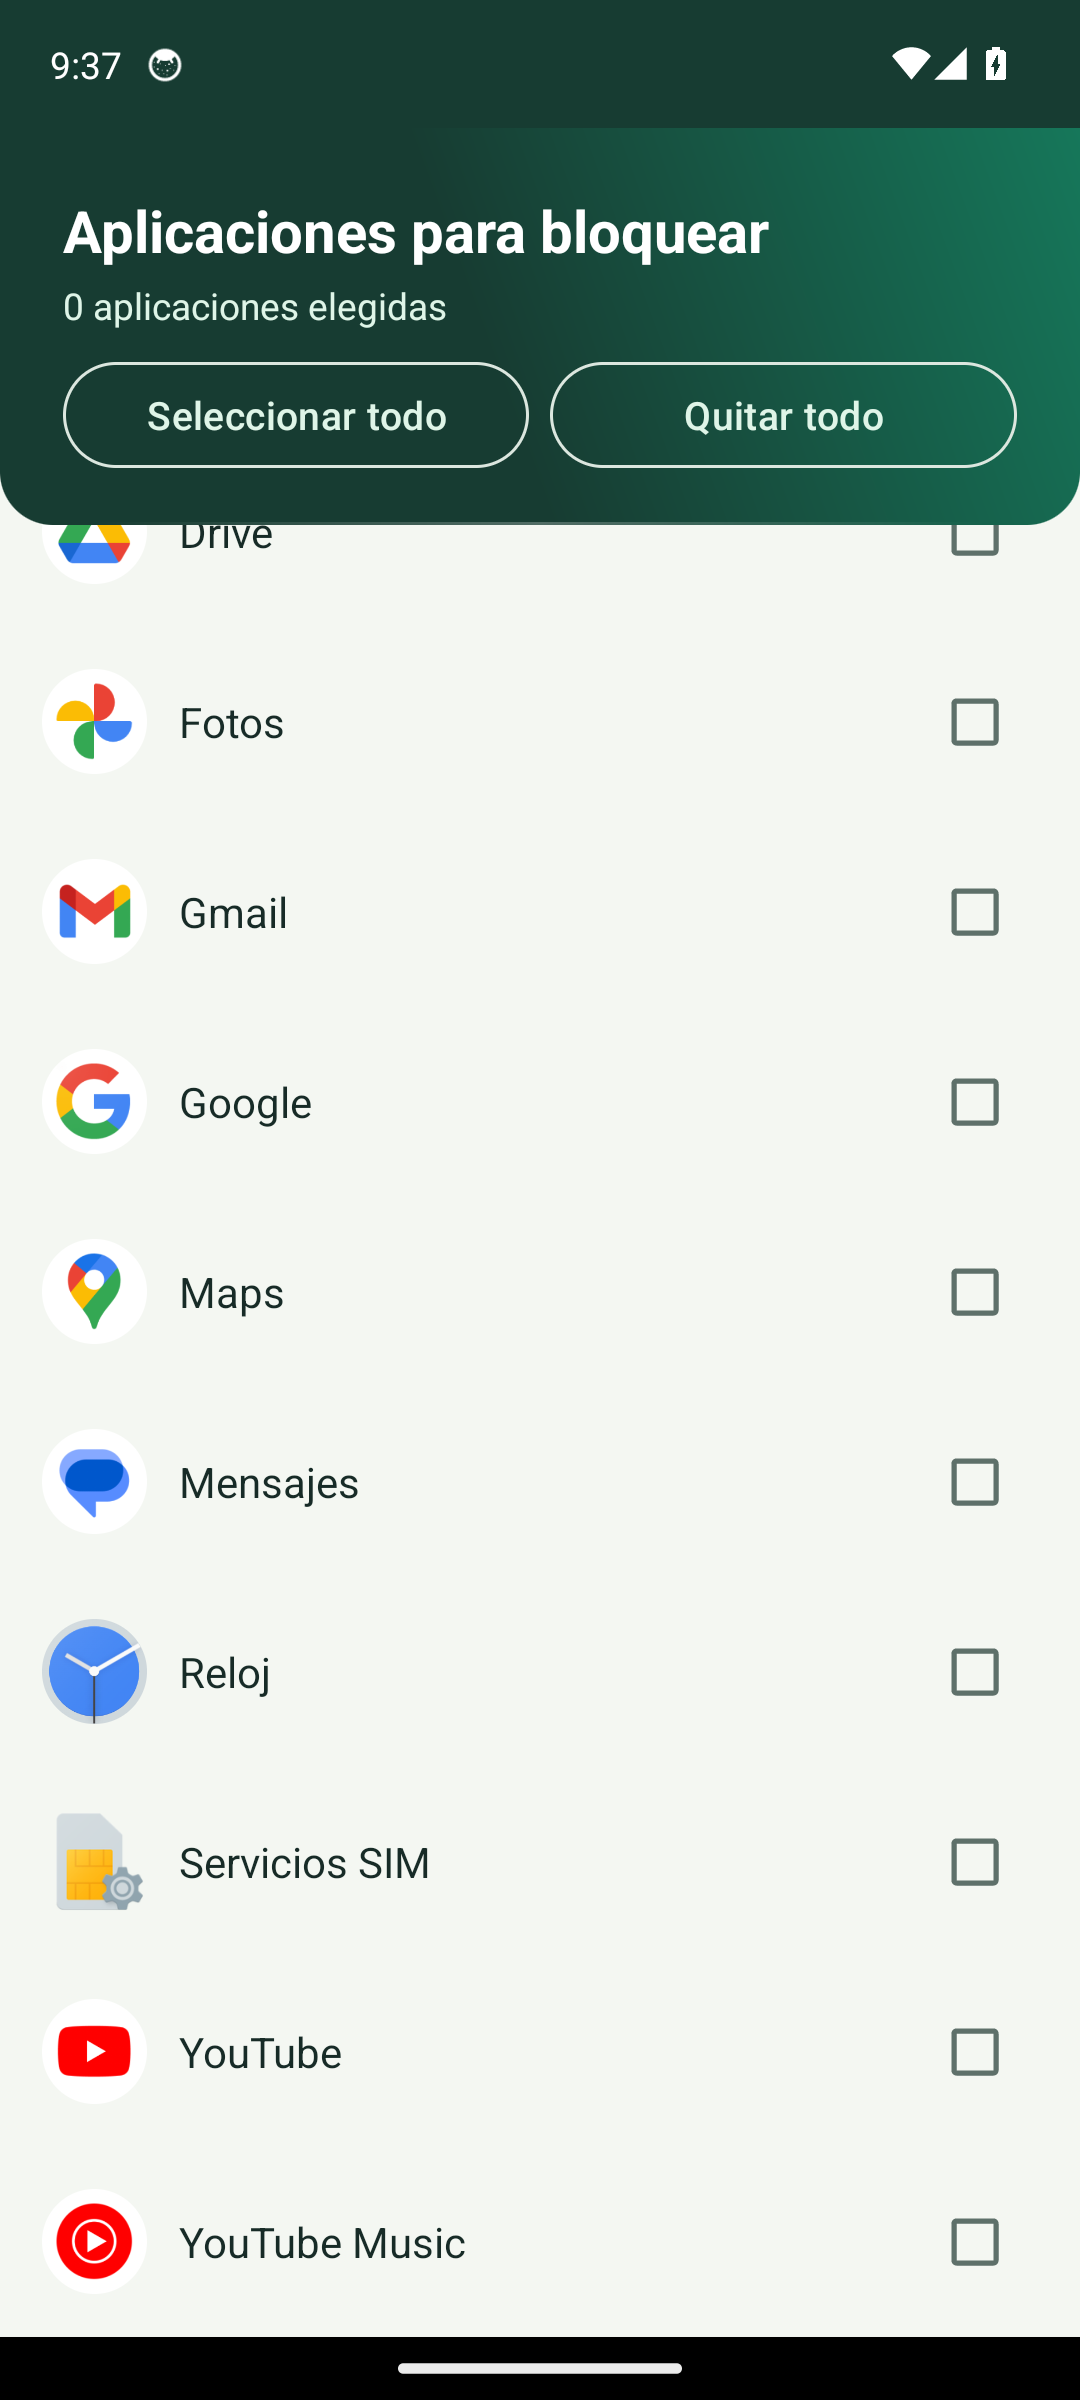 9:37
Aplicaciones para bloquear
0 aplicaciones elegidas
Seleccionar todo
Quitar todo
Drive
Fotos
Gmail
Google
Maps
Mensajes
Reloj
Servicios SIM
YouTube
YouTube Music